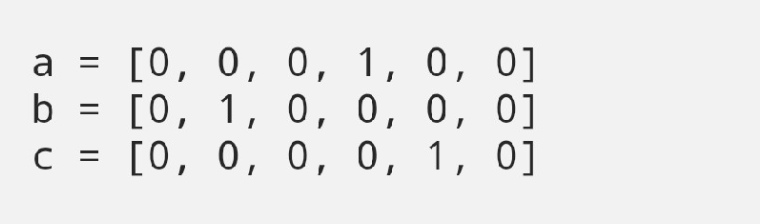 a = [0, 0, 0, 1, 0, 0]
b = [0, 1, 0, 0, 0, 0]
c = [0, 0, 0, 0, 1, 0]